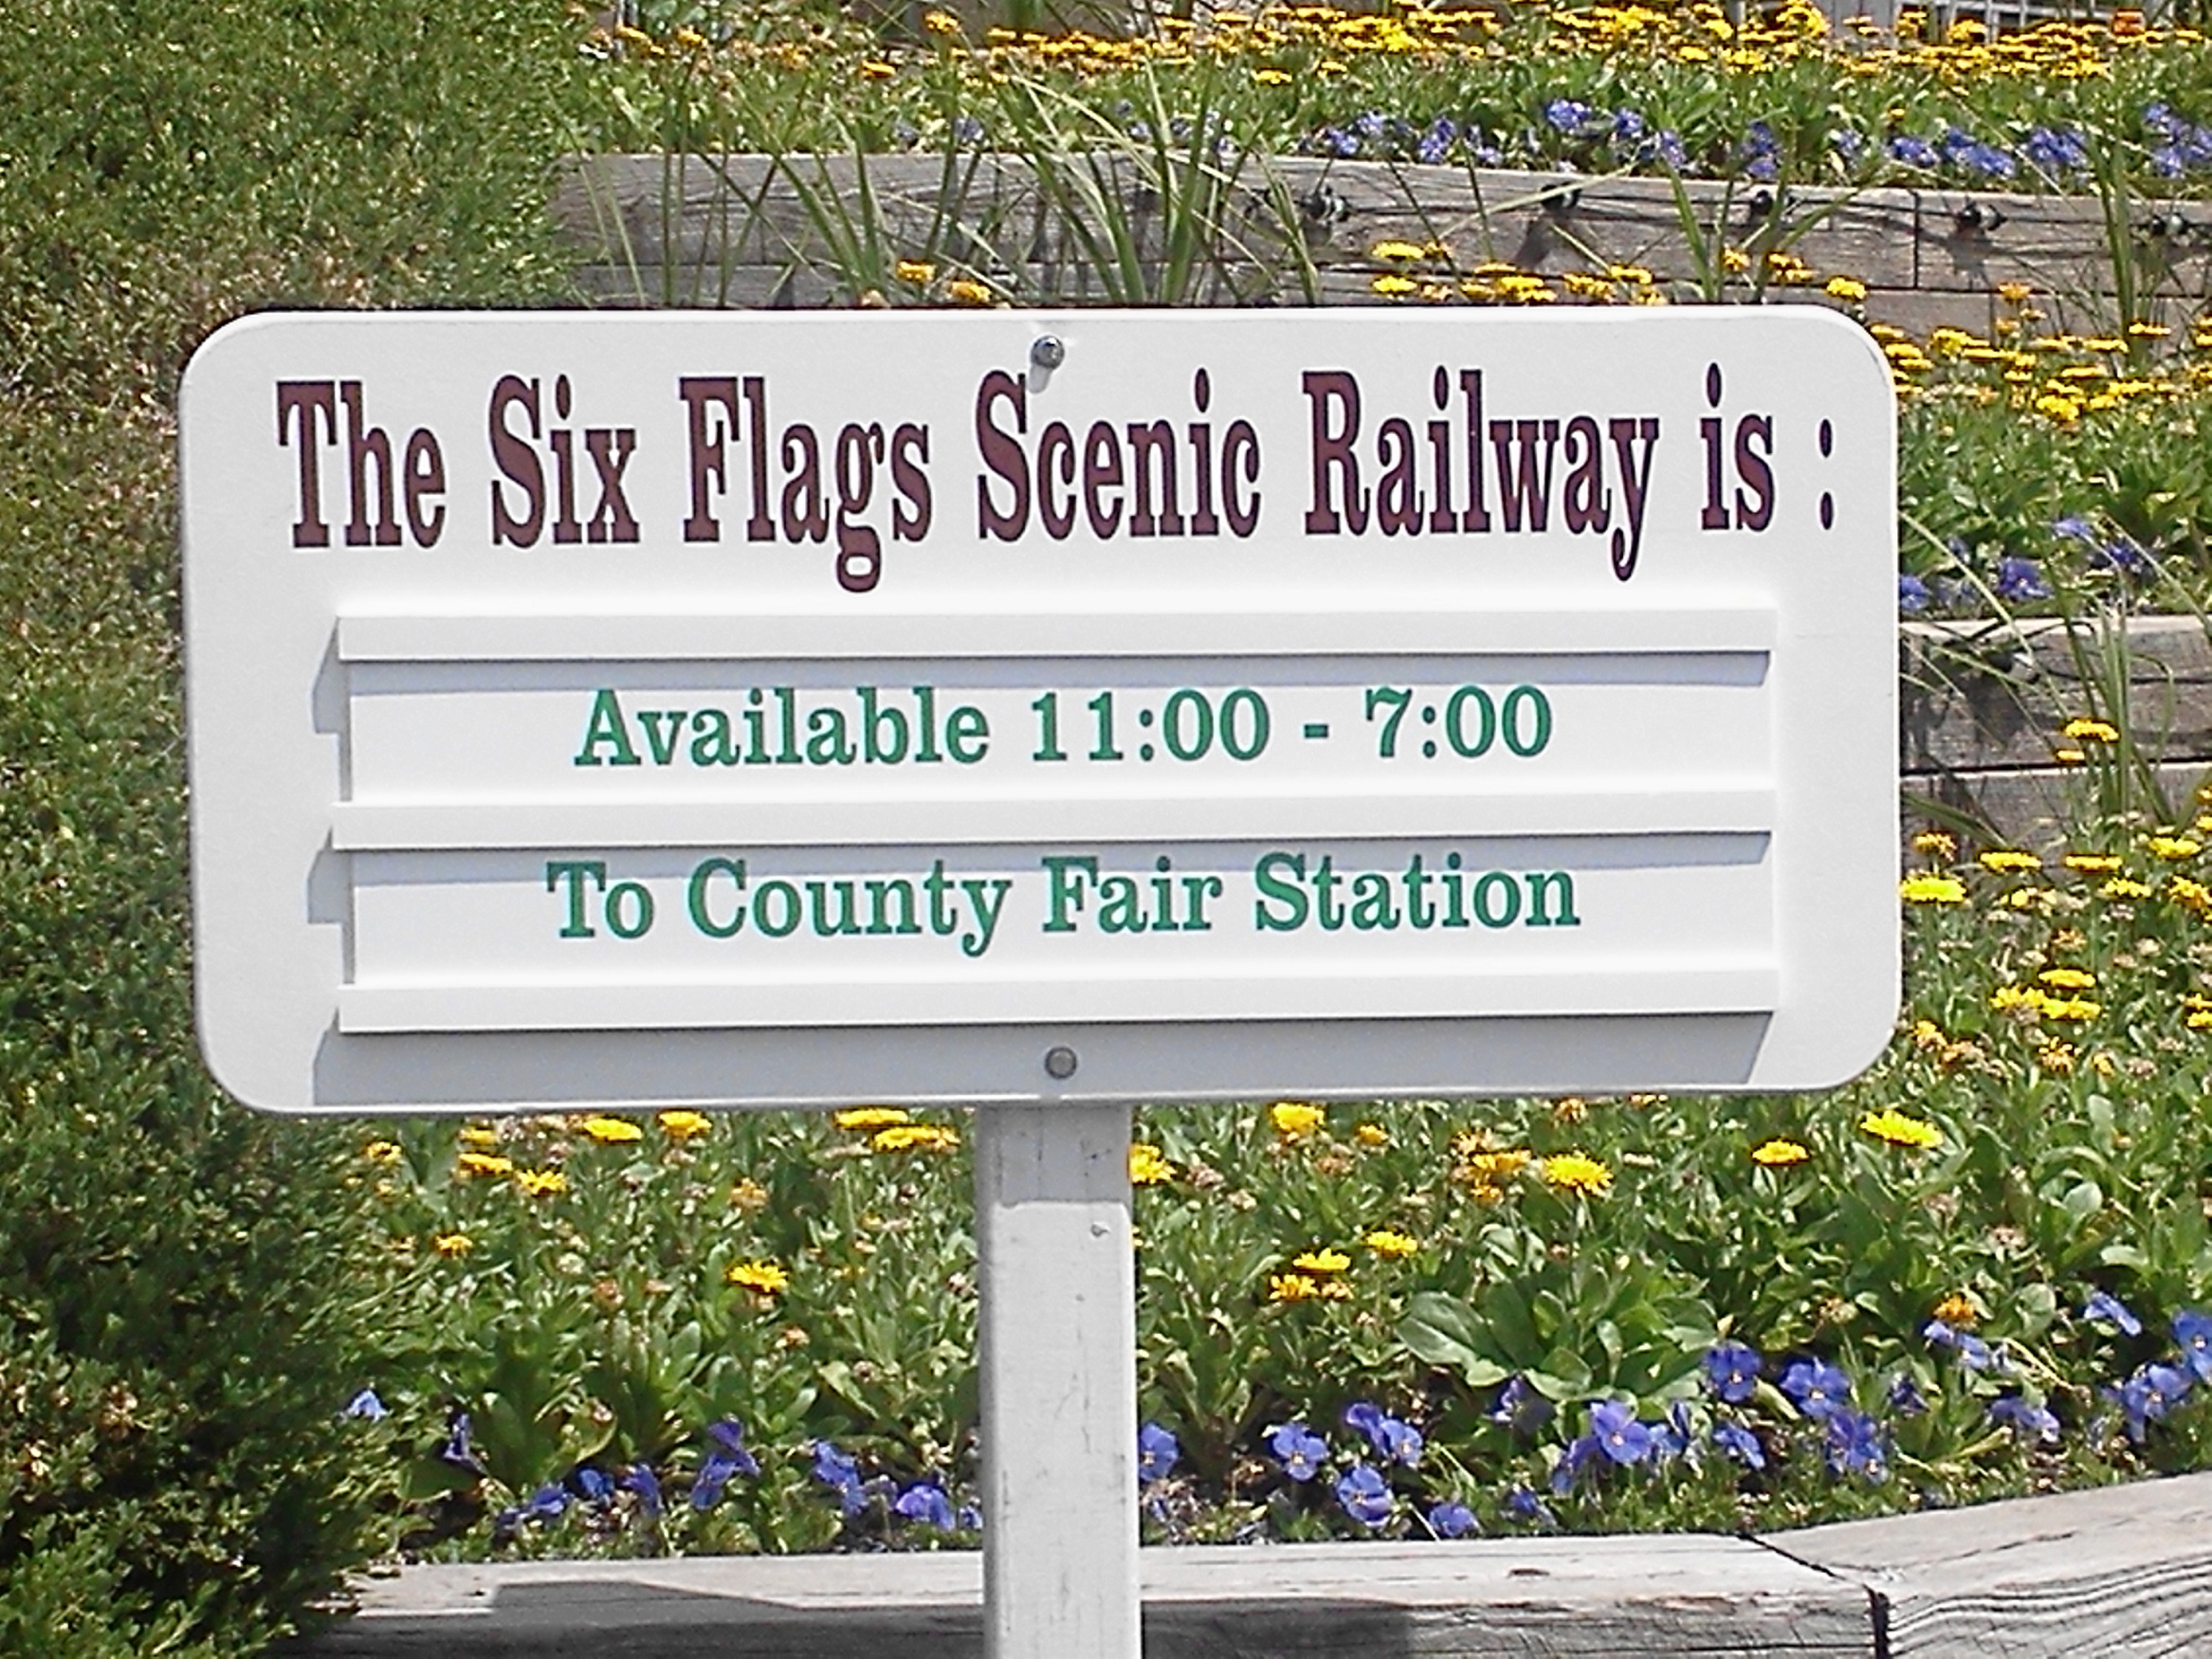 The Six Flags Scenic Railway is :
Available 11:00 - 7:00
To County Fair Station